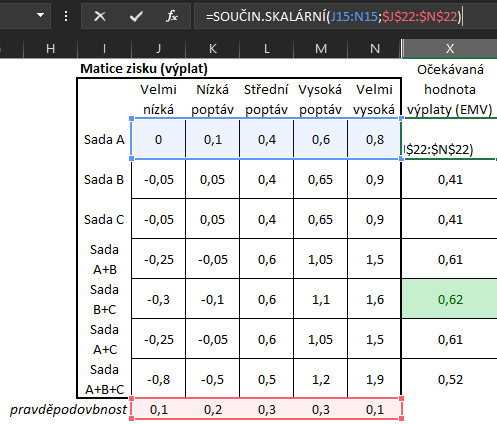 =SOUČIN.SKALÁRNÍ(J15:N15;$J$22:$N$22)
H I J K L M N X
Matice zisku (výplat) Očekávaná
Velmi Nízká Střední Vysoká Velmi hodnota
nízká poptáv poptáv poptáv vysoká výplaty (EMV)
Sada A 0 0,1 0,4 0,6 0,8 J$22:$N$22)
Sada B -0,05 0,05 0,4 0,65 0,9 0,41
Sada C -0,05 0,05 0,4 0,65 0,9 0,41
Sada
A+B -0,25 -0,05 0,6 1,05 1,5 0,61
Sada
B+C -0,3 -0,1 0,6 1,1 1,6 0,62
Sada
A+C -0,25 -0,05 0,6 1,05 1,5 0,61
Sada
A+B+C -0,8 -0,5 0,5 1,2 1,9 0,52
pravděpodovbnost 0,1 0,2 0,3 0,3 0,1